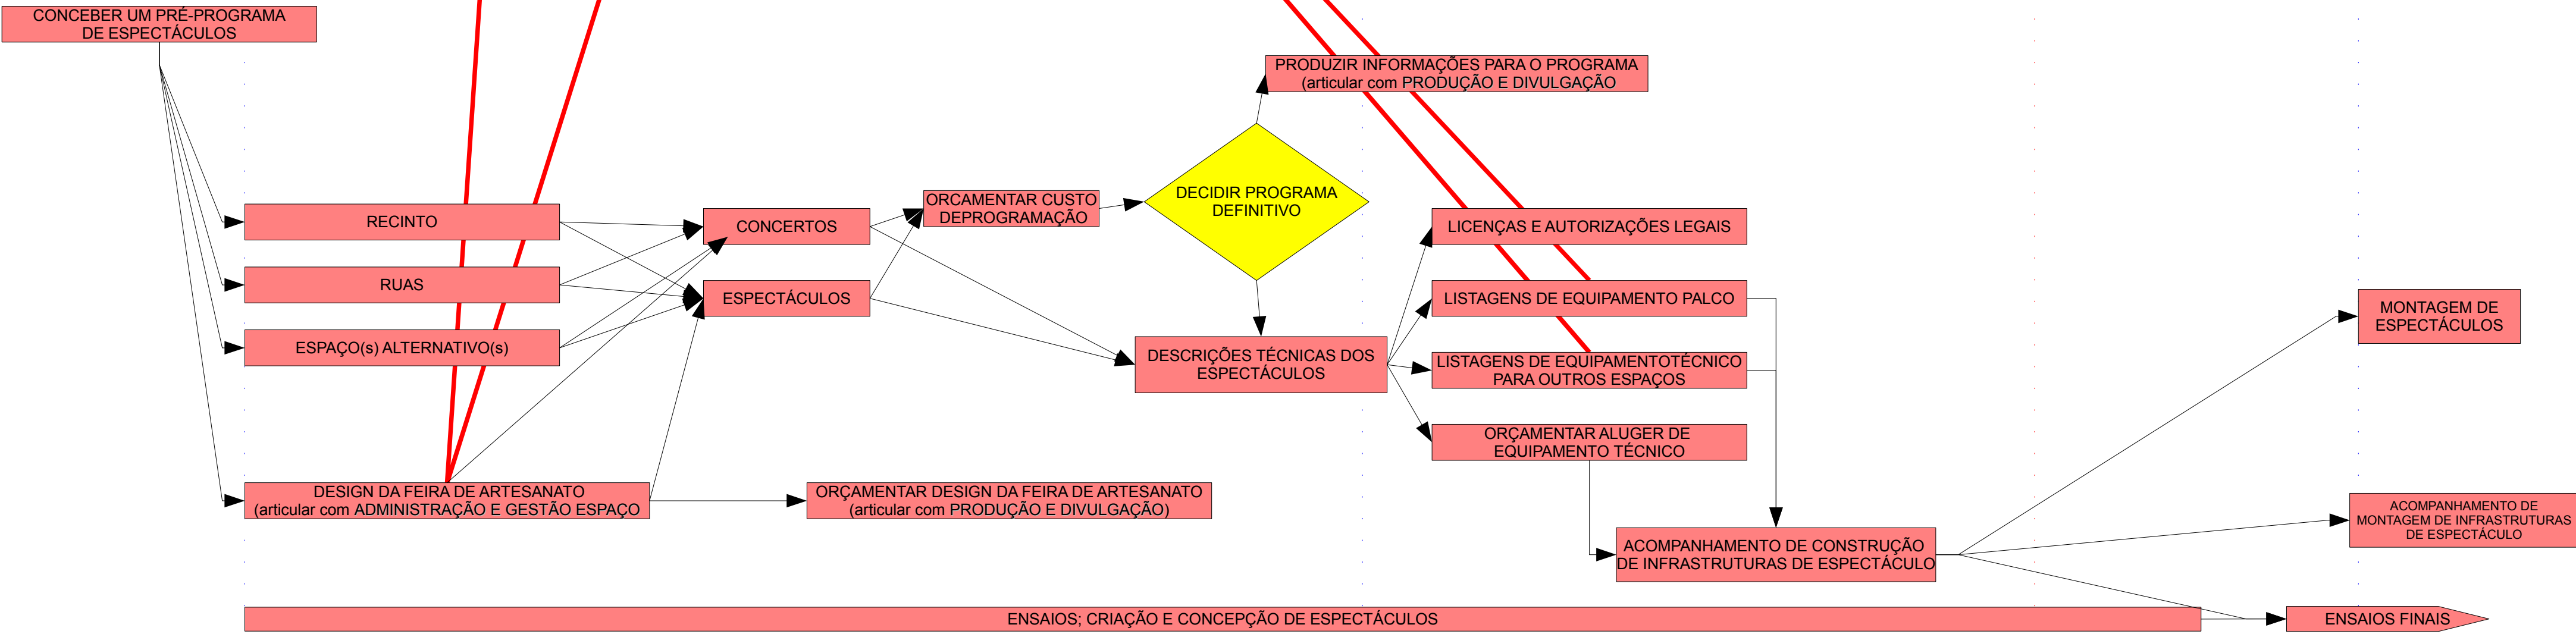 CONCEBER UM PRÉ-PROGRAMA
DE ESPECTÁCULOS
PRODUZIR INFORMAÇÕES PARA O PROGRAMA
(articular com PRODUÇÃO E DIVULGAÇÃO
DECIDIR PROGRAMA
DEFINITIVO
ORCAMENTAR CUSTO
DEPROGRAMAÇÃO
RECINTO
CONCERTOS
LICENÇAS E AUTORIZAÇÕES LEGAIS
RUAS
ESPECTÁCULOS
LISTAGENS DE EQUIPAMENTO PALCO
MONTAGEM DE
ESPECTÁCULOS
ESPAÇO(s) ALTERNATIVO(s)
DESCRIÇÕES TÉCNICAS DOS
ESPECTÁCULOS
LISTAGENS DE EQUIPAMENTOTÉCNICO
PARA OUTROS ESPAÇOS
ORÇAMENTAR ALUGER DE
EQUIPAMENTO TÉCNICO
DESIGN DA FEIRA DE ARTESANATO
(articular com ADMINISTRAÇÃO E GESTÃO ESPAÇO
ORÇAMENTAR DESIGN DA FEIRA DE ARTESANATO
(articular com PRODUÇÃO E DIVULGAÇÃO)
ACOMPANHAMENTO DE
MONTAGEM DE INFRASTRUTURAS
DE ESPECTÁCULO
ACOMPANHAMENTO DE CONSTRUÇÃO
DE INFRASTRUTURAS DE ESPECTÁCULO
ENSAIOS; CRIAÇÃO E CONCEPÇÃO DE ESPECTÁCULOS
ENSAIOS FINAIS